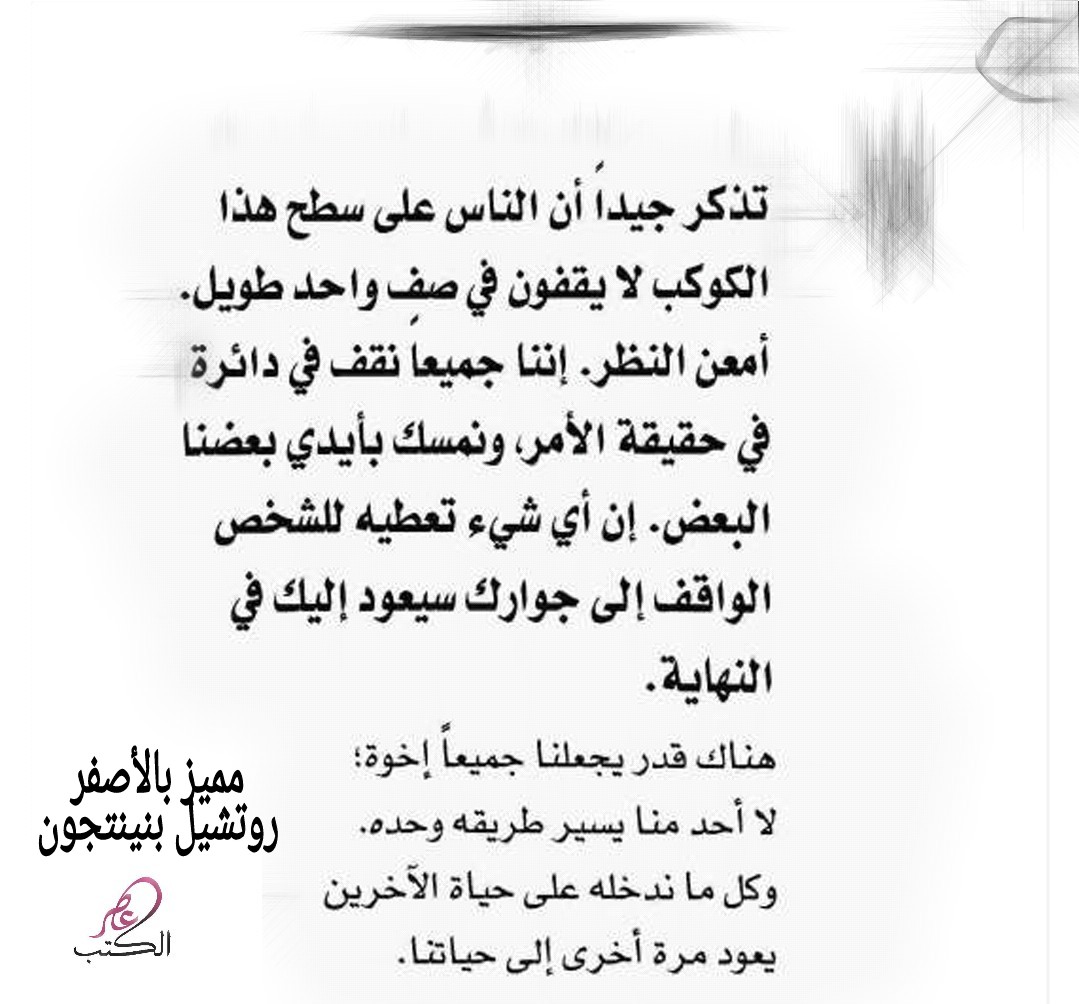 تذكر جيداً أن الناس على سطح هذا
الكوكب لا يقفون في صفٍ واحد طويل.
أمعن النظر. إننا جميعاً نقف في دائرة
في حقيقة الأمر، ونمسك بأيدي بعضنا
البعض. إن أي شيء تعطيه للشخص
الواقف إلى جوارك سيعود إليك في
النهاية.
هناك قدر يجعلنا جميعاً إخوة؛
لا أحد منا يسير طريقه وحده.
وكل ما ندخله على حياة الآخرين
يعود مرة أخرى إلى حياتنا.
مميز بالأصفر
روتشيل بنينتجون
عصير
الكتب